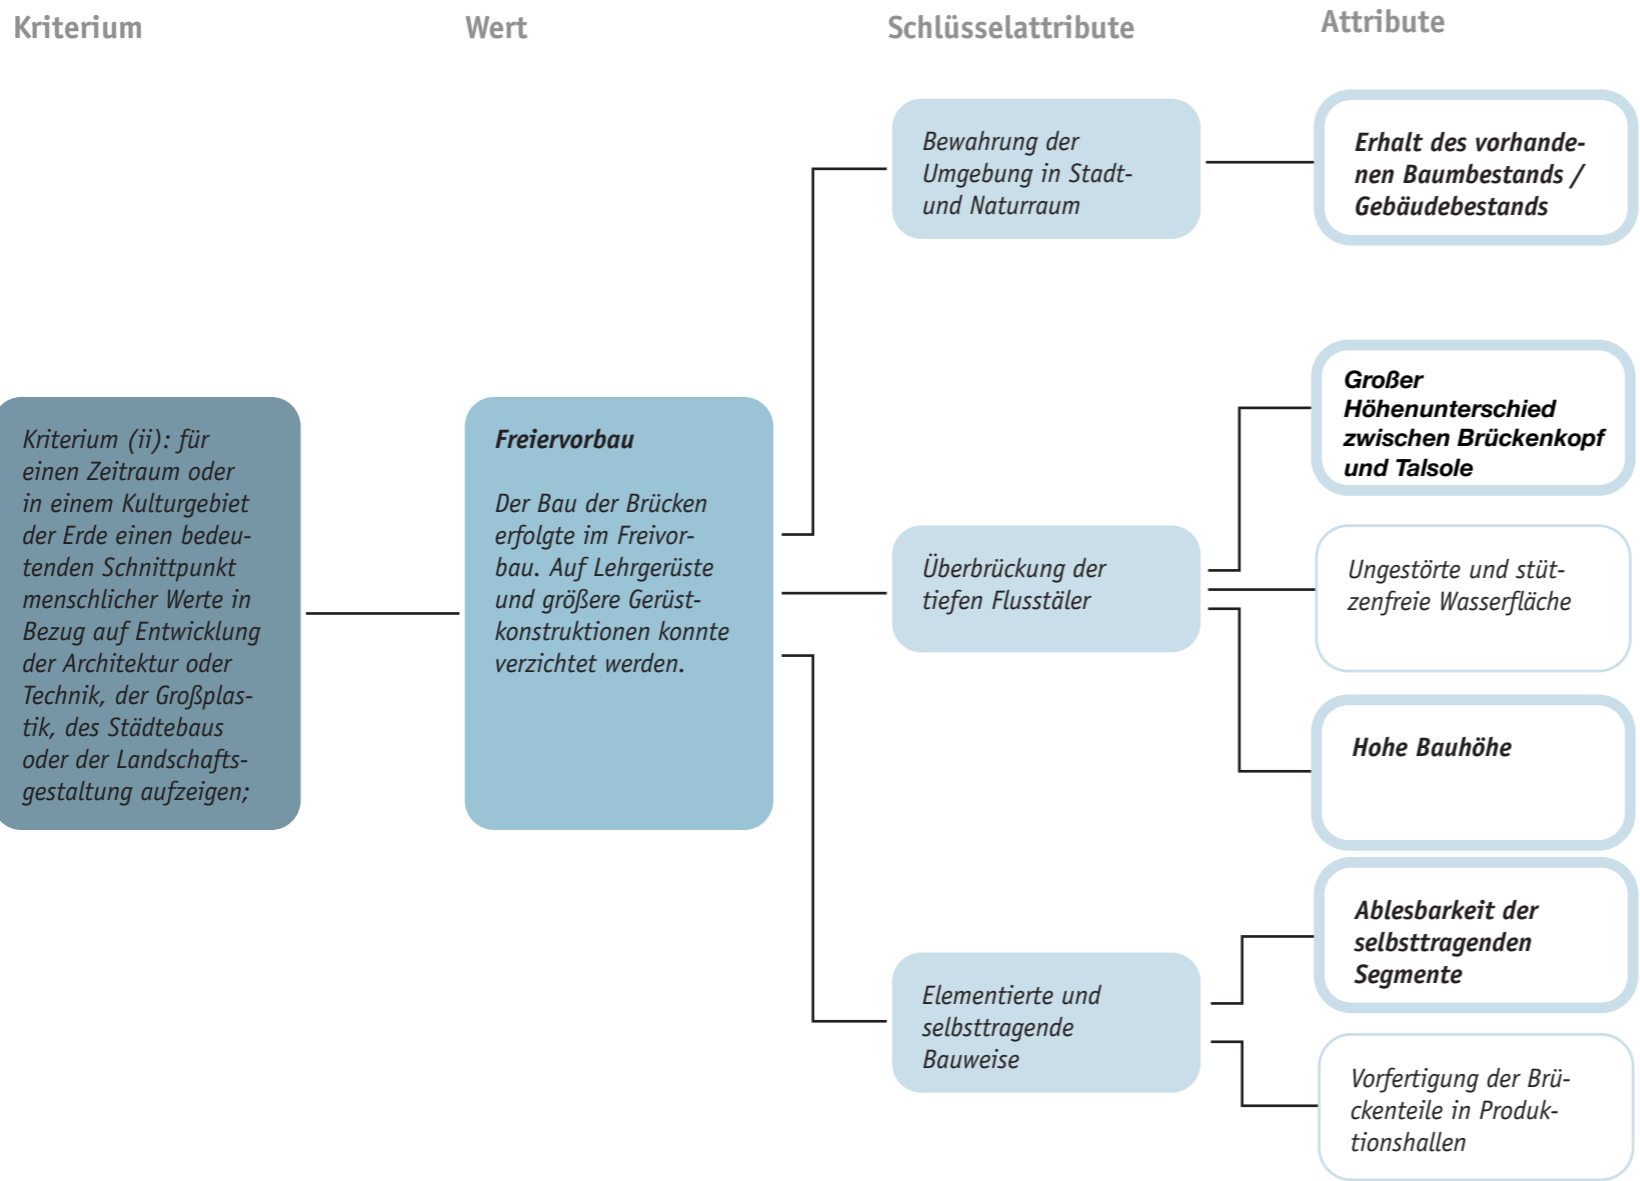 Kriterium
Wert
Schlüsselattribute
Attribute
Kriterium (ii): für
einen Zeitraum oder
in einem Kulturgebiet
der Erde einen bedeu-
tenden Schnittpunkt
menschlicher Werte in
Bezug auf Entwicklung
der Architektur oder
Technik, der Großplas-
tik, des Städtebaus
oder der Landschafts-
gestaltung aufzeigen;
Freiervorbau
Der Bau der Brücken
erfolgte im Freivor-
bau. Auf Lehrgerüste
und größere Gerüst-
konstruktionen konnte
verzichtet werden.
Bewahrung der
Umgebung in Stadt-
und Naturraum
Erhalt des vorhande-
nen Baumbestands /
Gebäudebestands
Überbrückung der
tiefen Flusstäler
Großer
Höhenunterschied
zwischen Brückenkopf
und Talsole
Ungestörte und stüt-
zenfreie Wasserfläche
Hohe Bauhöhe
Elementierte und
selbsttragende
Bauweise
Ablesbarkeit der
selbsttragenden
Segmente
Vorfertigung der Brü-
ckenteile in Produk-
tionshallen